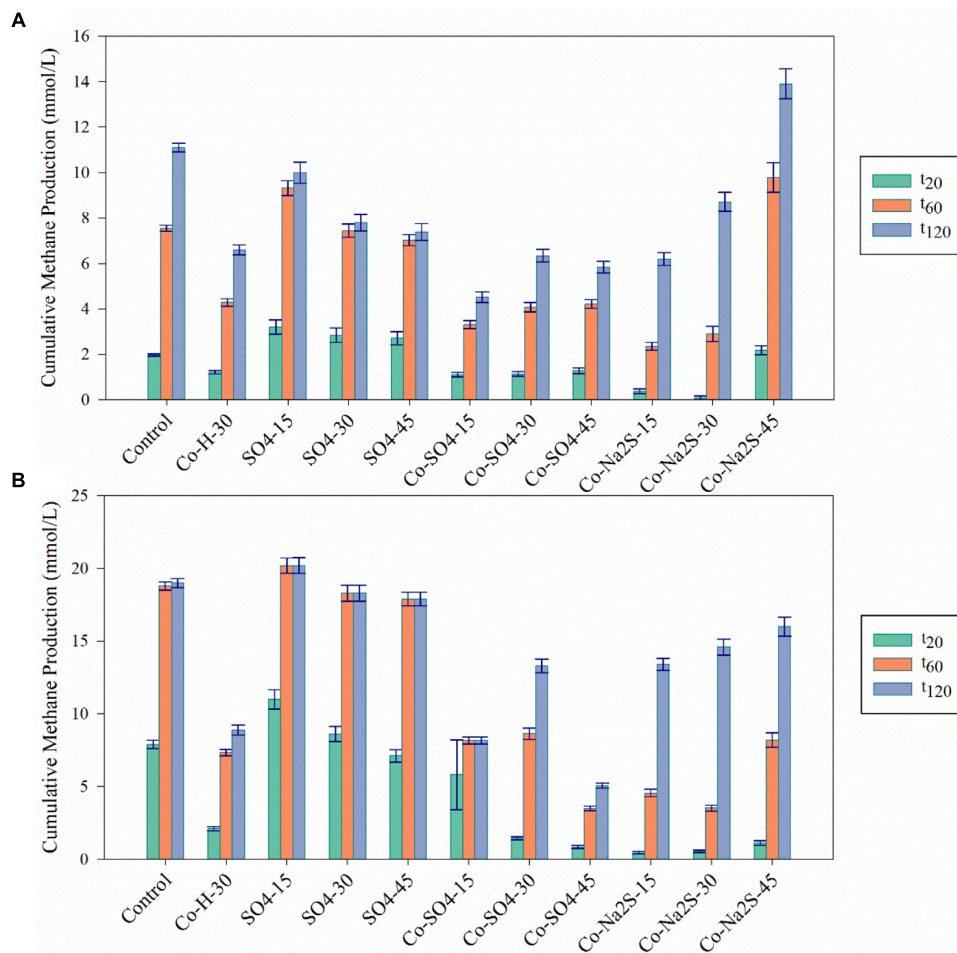 A
Cumulative Methane Production (mmol/L)
16
14
12
10
8
6
4
2
0
Control
Co-H-30
SO4-15
SO4-30
SO4-45
Co-SO4-15
Co-SO4-30
Co-SO4-45
Co-Na2S-15
Co-Na2S-30
Co-Na2S-45
t20
t60
t120
B
Cumulative Methane Production (mmol/L)
25
20
15
10
5
0
Control
Co-H-30
SO4-15
SO4-30
SO4-45
Co-SO4-15
Co-SO4-30
Co-SO4-45
Co-Na2S-15
Co-Na2S-30
Co-Na2S-45
t20
t60
t120